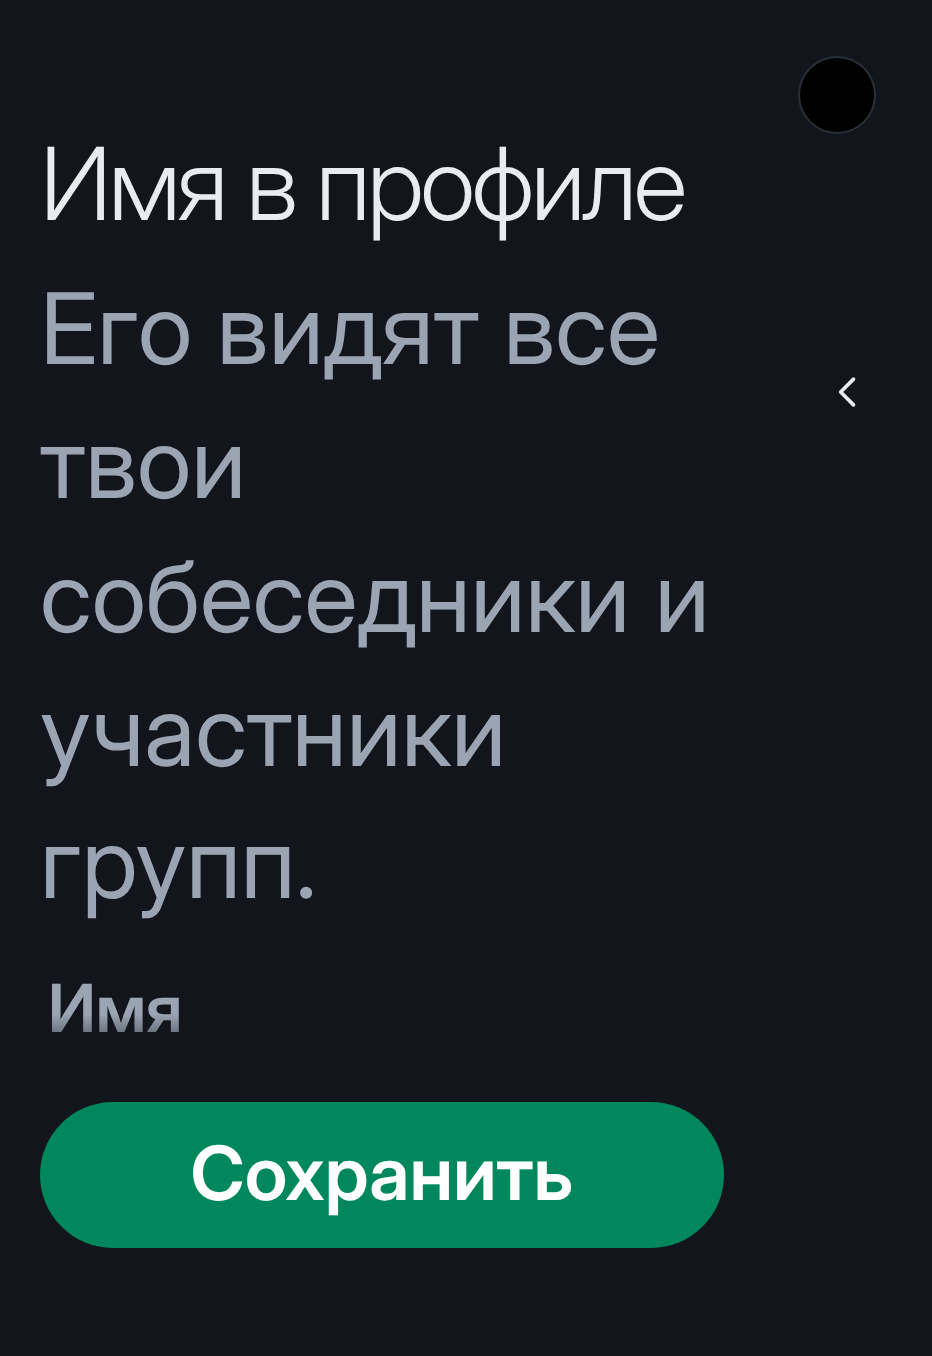 Имя в профиле
Его видят все
твои
собеседники и
участники
групп.
Имя
Сохранить